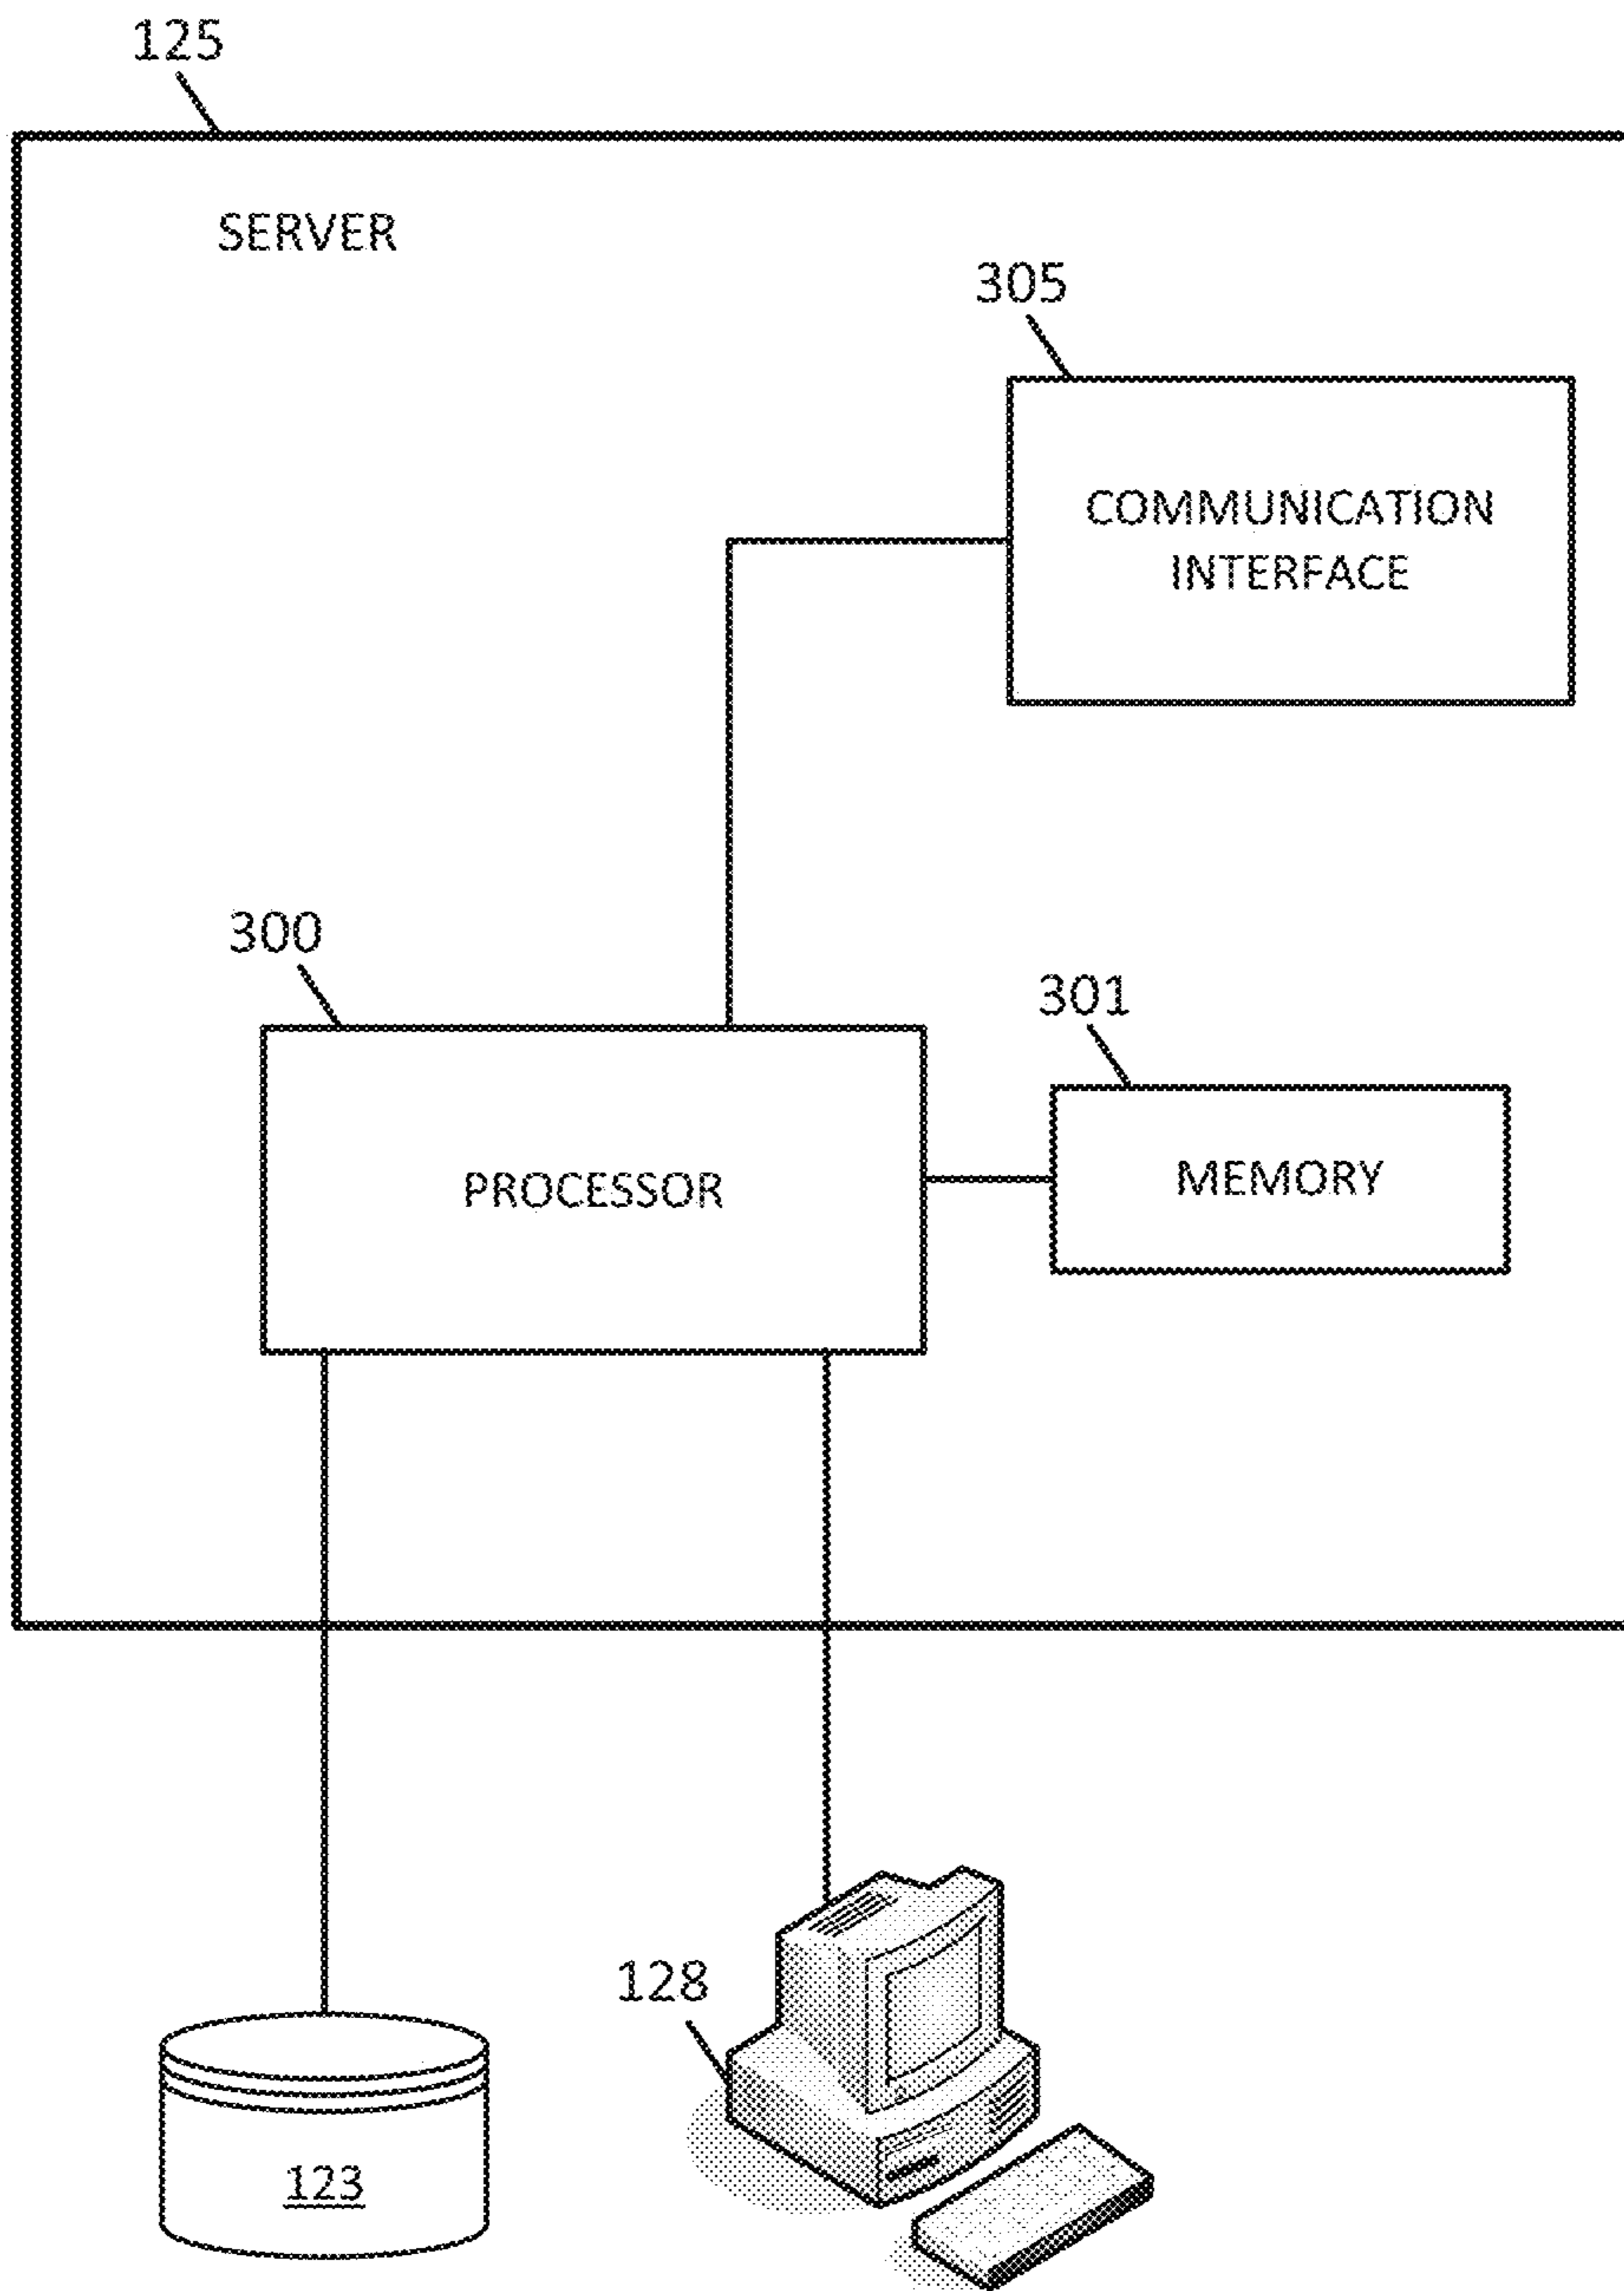 125
SERVER
305
COMMUNICATION
INTERFACE
300
301
PROCESSOR
MEMORY
128
123